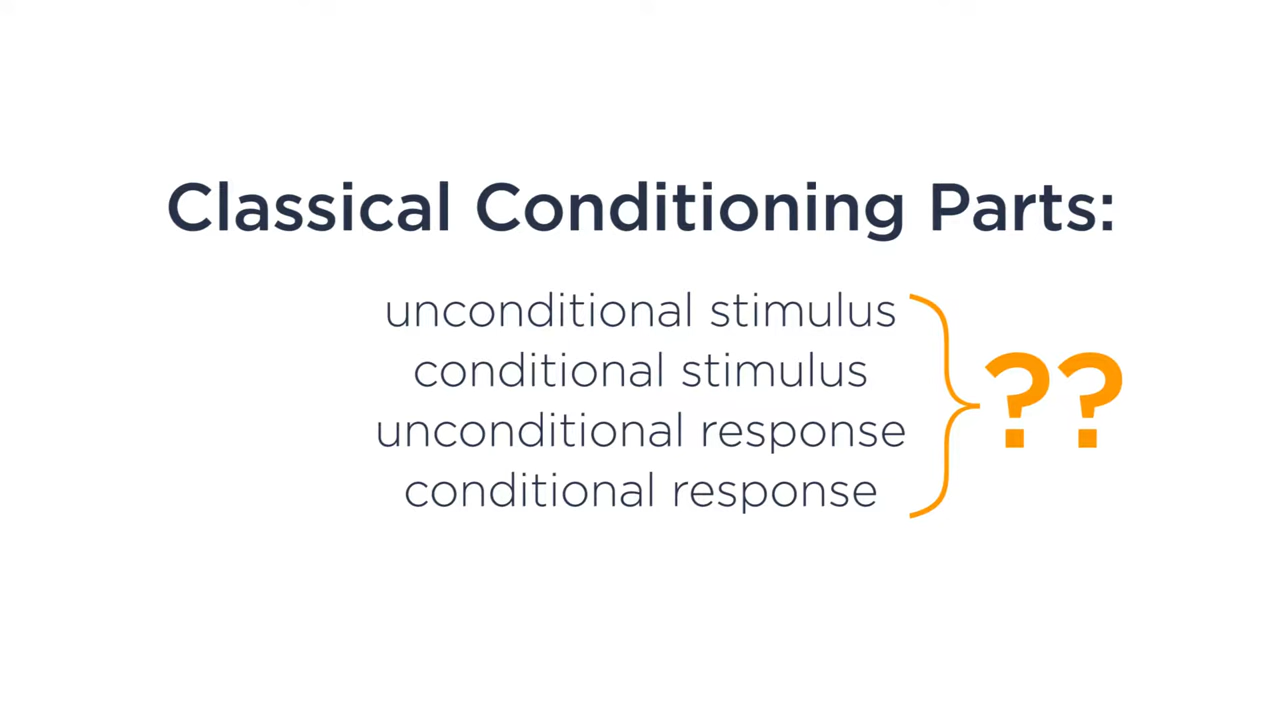 Classical Conditioning Parts:
unconditional stimulus
conditional stimulus
unconditional response
conditional response
??